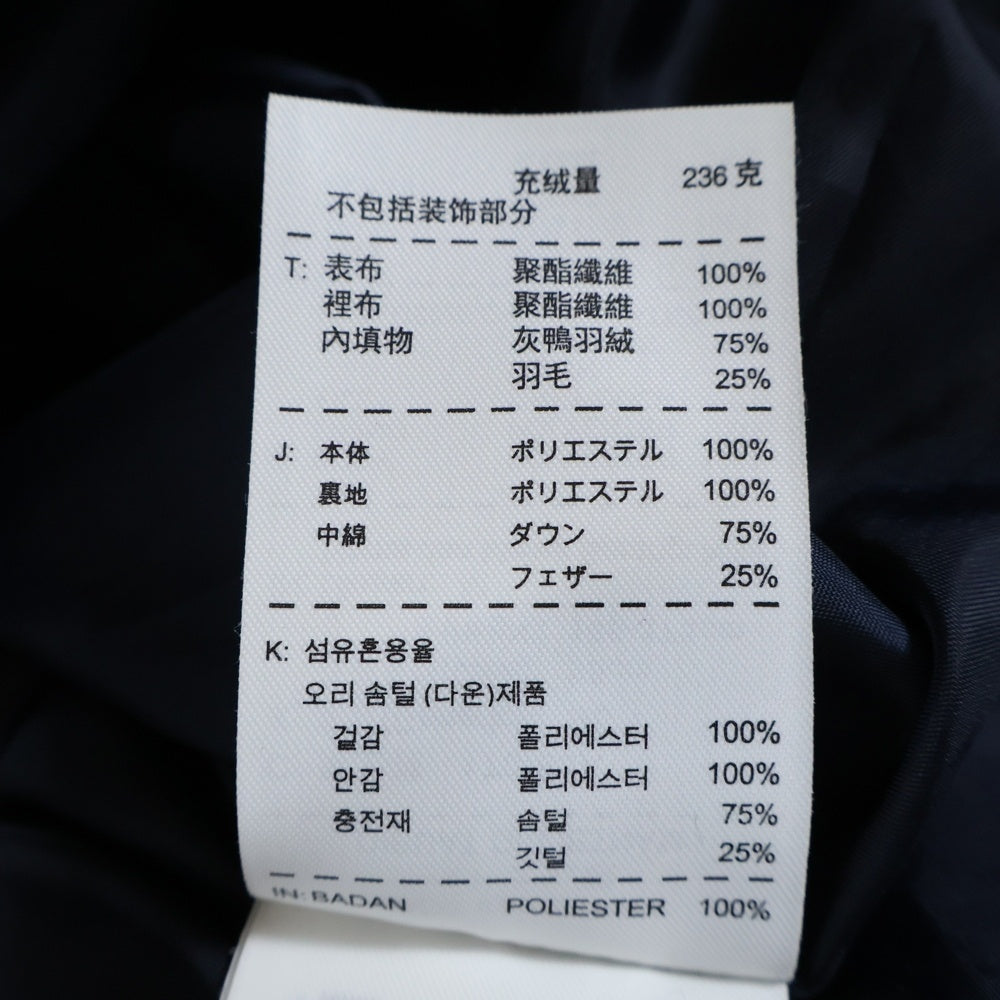 充绒量 236 克
不包括装饰部分
T: 表布 聚酯纖維 100%
裡布 聚酯纖維 100%
內填物 灰鴨羽絨 75%
羽毛 25%
J: 本体 ポリエステル 100%
裏地 ポリエステル 100%
中綿 ダウン 75%
フェザー 25%
K: 섬유혼용율
오리 솜털 (다운)제품
겉감 폴리에스터 100%
안감 폴리에스터 100%
충전재 솜털 75%
깃털 25%
IN: BADAN POLIESTER 100%